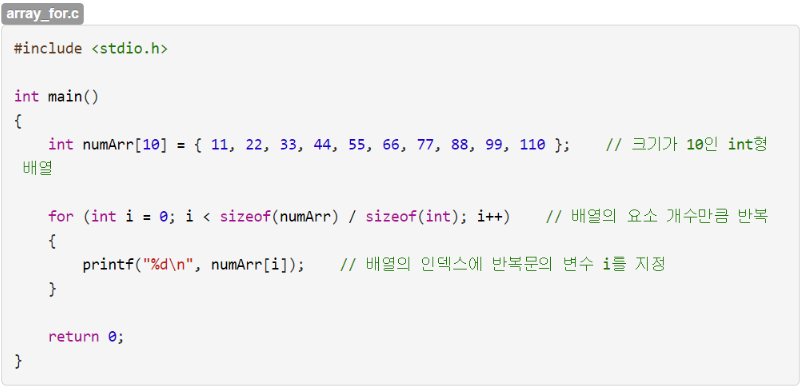 array_for.c
#include <stdio.h>
int main()
{
    int numArr[10] = { 11, 22, 33, 44, 55, 66, 77, 88, 99, 110 };    // 크기가 10인 int형
배열
    for (int i = 0; i < sizeof(numArr) / sizeof(int); i++)    // 배열의 요소 개수만큼 반복
    {
        printf("%d\n", numArr[i]);    // 배열의 인덱스에 반복문의 변수 i를 지정
    }
    return 0;
}